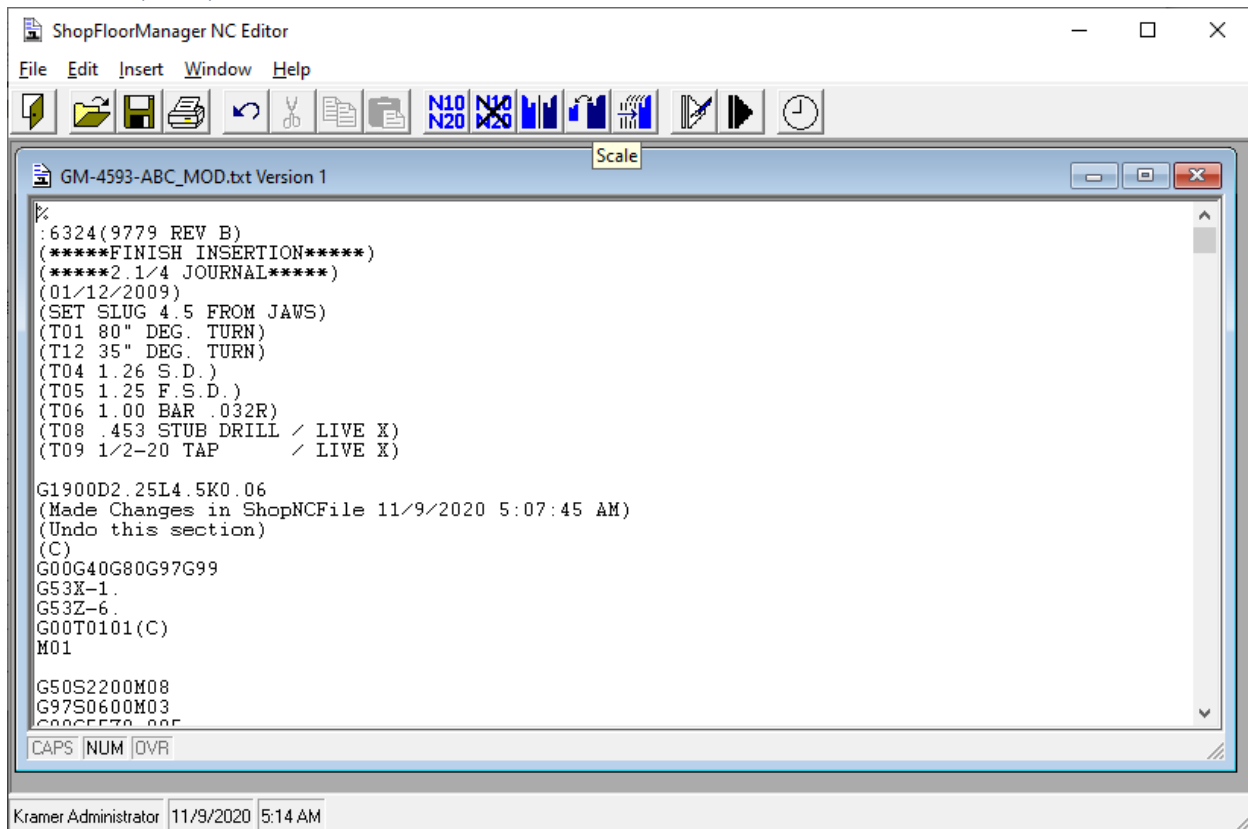 ShopFloorManager NC Editor
File Edit Insert Window Help
N10 N10
N20 N20
Scale
GM-4593-ABC_MOD.txt Version 1
%
:6324(9779 REV B)
(*****FINISH INSERTION*****)
(*****2.1/4 JOURNAL*****)
(01/12/2009)
(SET SLUG 4.5 FROM JAWS)
(T01 80" DEG. TURN)
(T12 35" DEG. TURN)
(T04 1.26 S.D.)
(T05 1.25 F.S.D.)
(T06 1.00 BAR .032R)
(T08 .453 STUB DRILL / LIVE X)
(T09 1/2-20 TAP      / LIVE X)
G1900D2.25L4.5K0.06
(Made Changes in ShopNCFile 11/9/2020 5:07:45 AM)
(Undo this section)
(C)
G00G40G80G97G99
G53X-1.
G53Z-6.
G00T0101(C)
M01
G50S2200M08
G97S0600M03
CAPS NUM OVR
Kramer Administrator 11/9/2020 5:14 AM